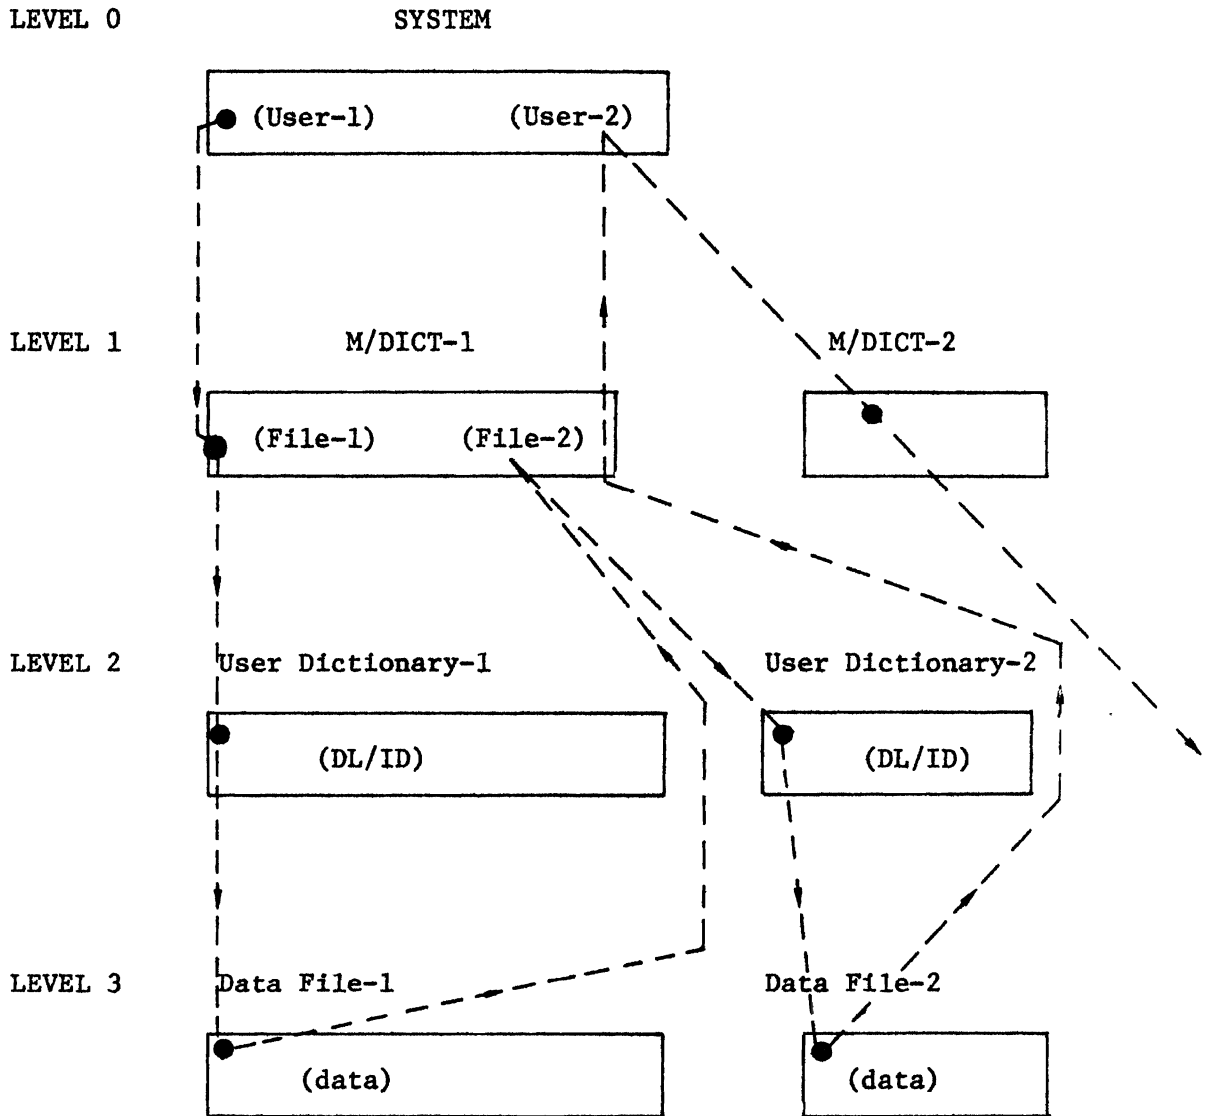 LEVEL 0 SYSTEM
(User-1) (User-2)
LEVEL 1 M/DICT-1 M/DICT-2
(File-1) (File-2)
LEVEL 2 User Dictionary-1 User Dictionary-2
(DL/ID) (DL/ID)
LEVEL 3 Data File-1 Data File-2
(data) (data)